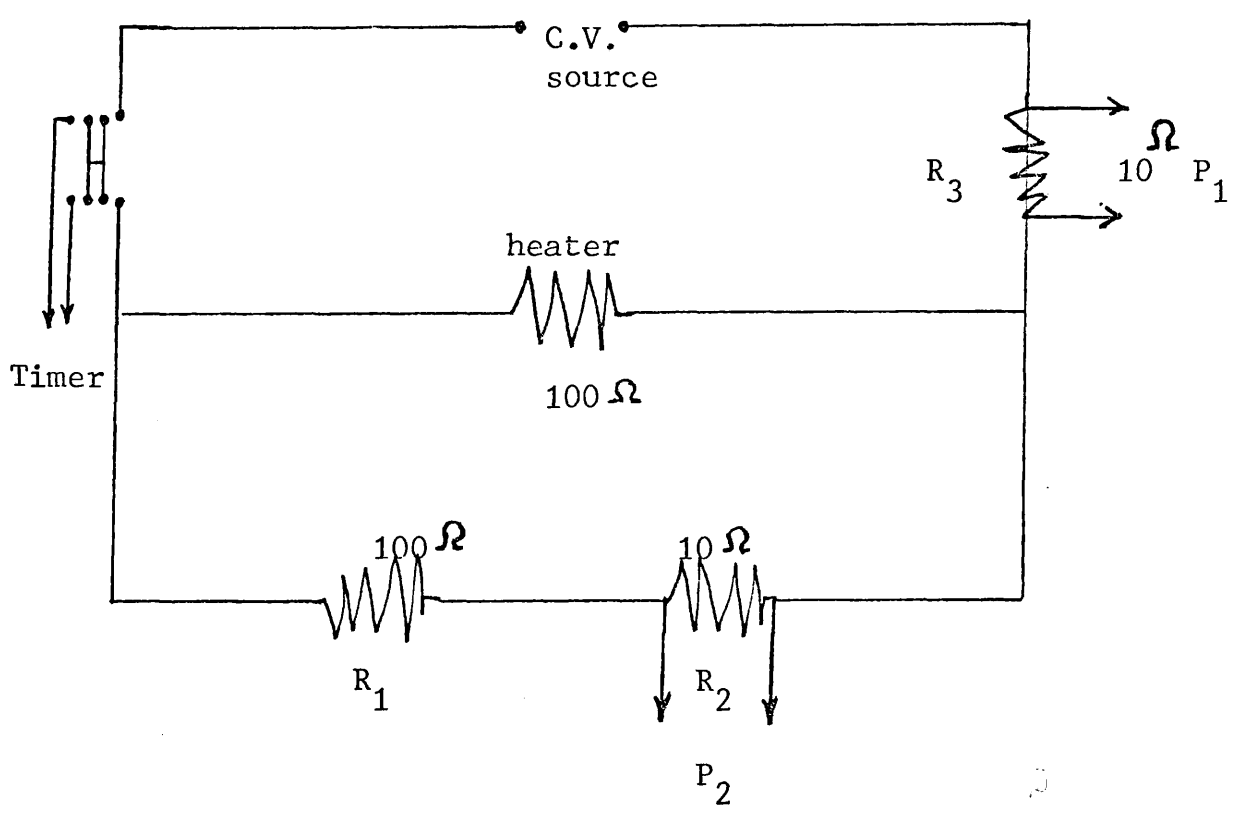 C.V.
source
R3
10 Ω P1
heater
100 Ω
Timer
100 Ω
10 Ω
R1
R2
P2